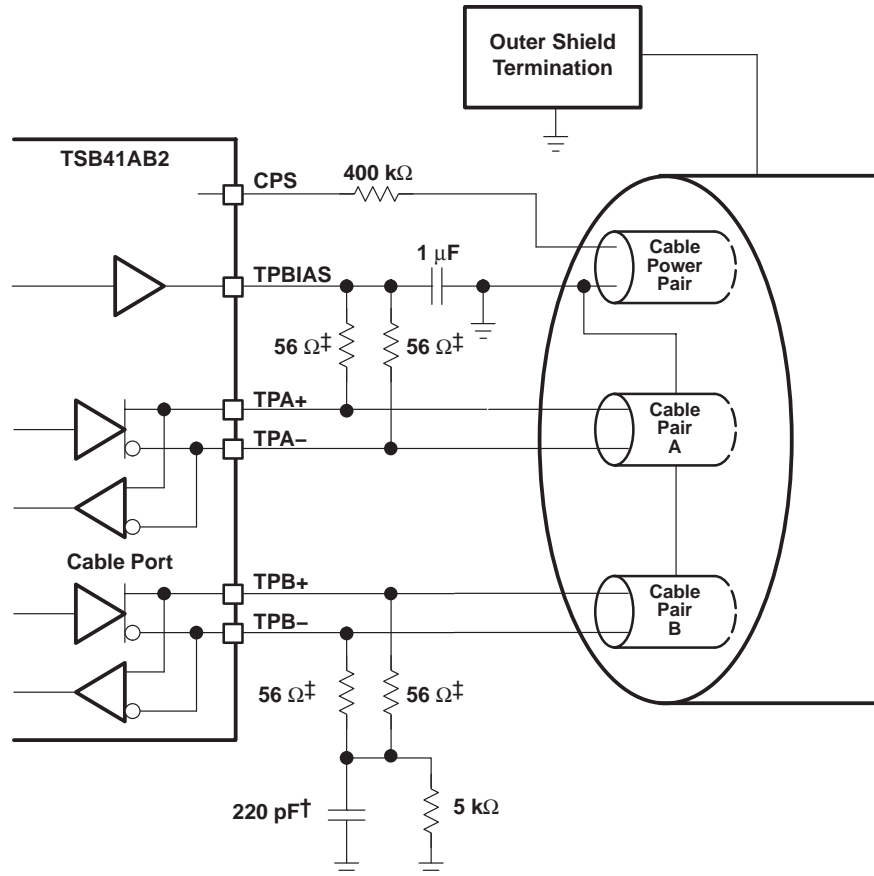 Outer Shield
Termination
TSB41AB2
CPS
400 kΩ
Cable
Power
Pair
TPBIAS
1 μF
56 Ω‡
56 Ω‡
TPA+
TPA−
Cable
Pair
A
Cable Port
TPB+
TPB−
Cable
Pair
B
56 Ω‡
56 Ω‡
220 pF†
5 kΩ